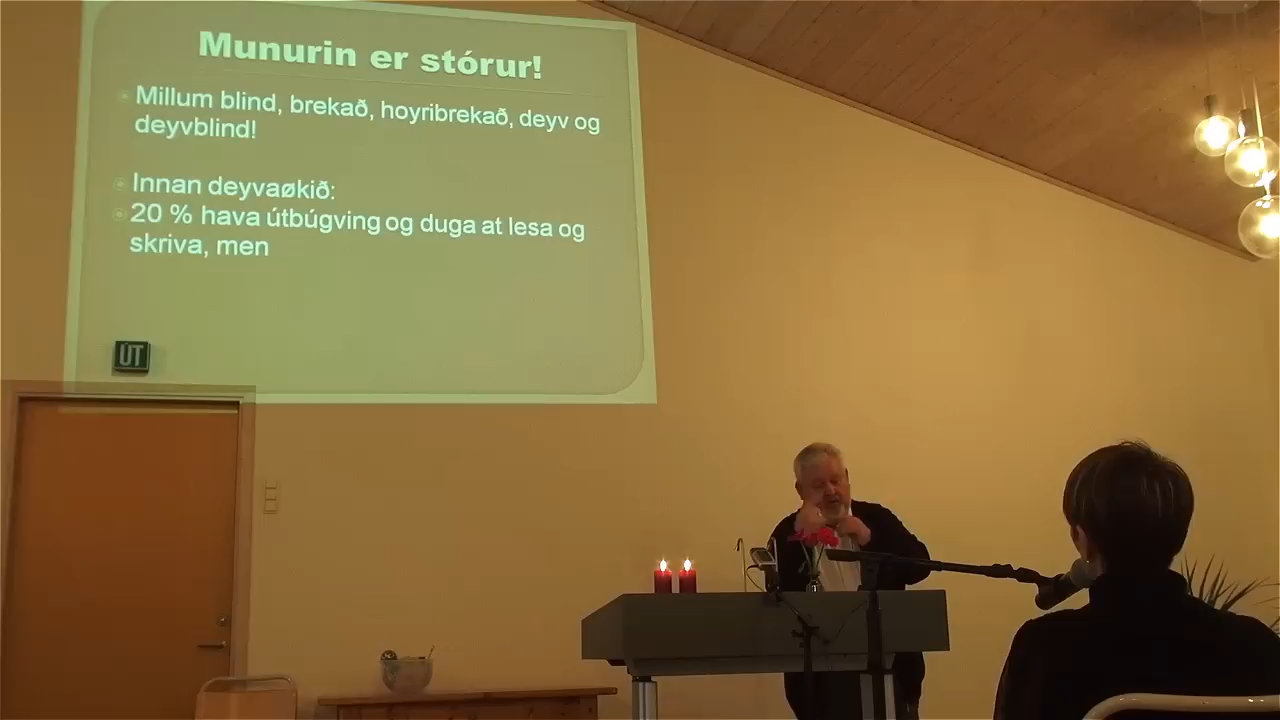 Munurin er stórur!
Millum blind, brekað, hoyribrekað, deyv og
deyvblind!
Innan deyvaøkið:
20 % hava útbúgving og duga at lesa og
skriva, men
ÚT